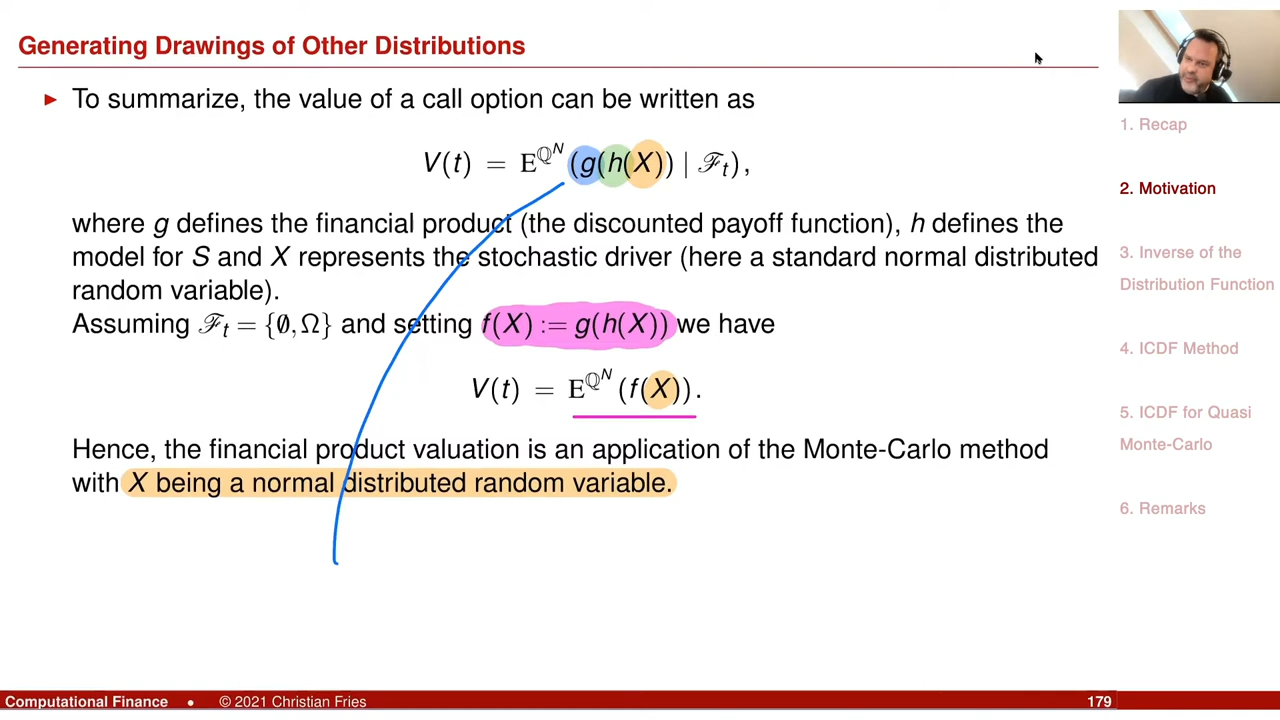 Generating Drawings of Other Distributions
► To summarize, the value of a call option can be written as
V(t) = E^{ℚ^N} (g(h(X)) | ℱ_t),
where g defines the financial product (the discounted payoff function), h defines the
model for S and X represents the stochastic driver (here a standard normal distributed
random variable).
Assuming ℱ_t = {∅, Ω} and setting f(X) := g(h(X)) we have
V(t) = E^{ℚ^N} (f(X)).
Hence, the financial product valuation is an application of the Monte-Carlo method
with X being a normal distributed random variable.
1. Recap
2. Motivation
3. Inverse of the
Distribution Function
4. ICDF Method
5. ICDF for Quasi
Monte-Carlo
6. Remarks
Computational Finance • © 2021 Christian Fries 179